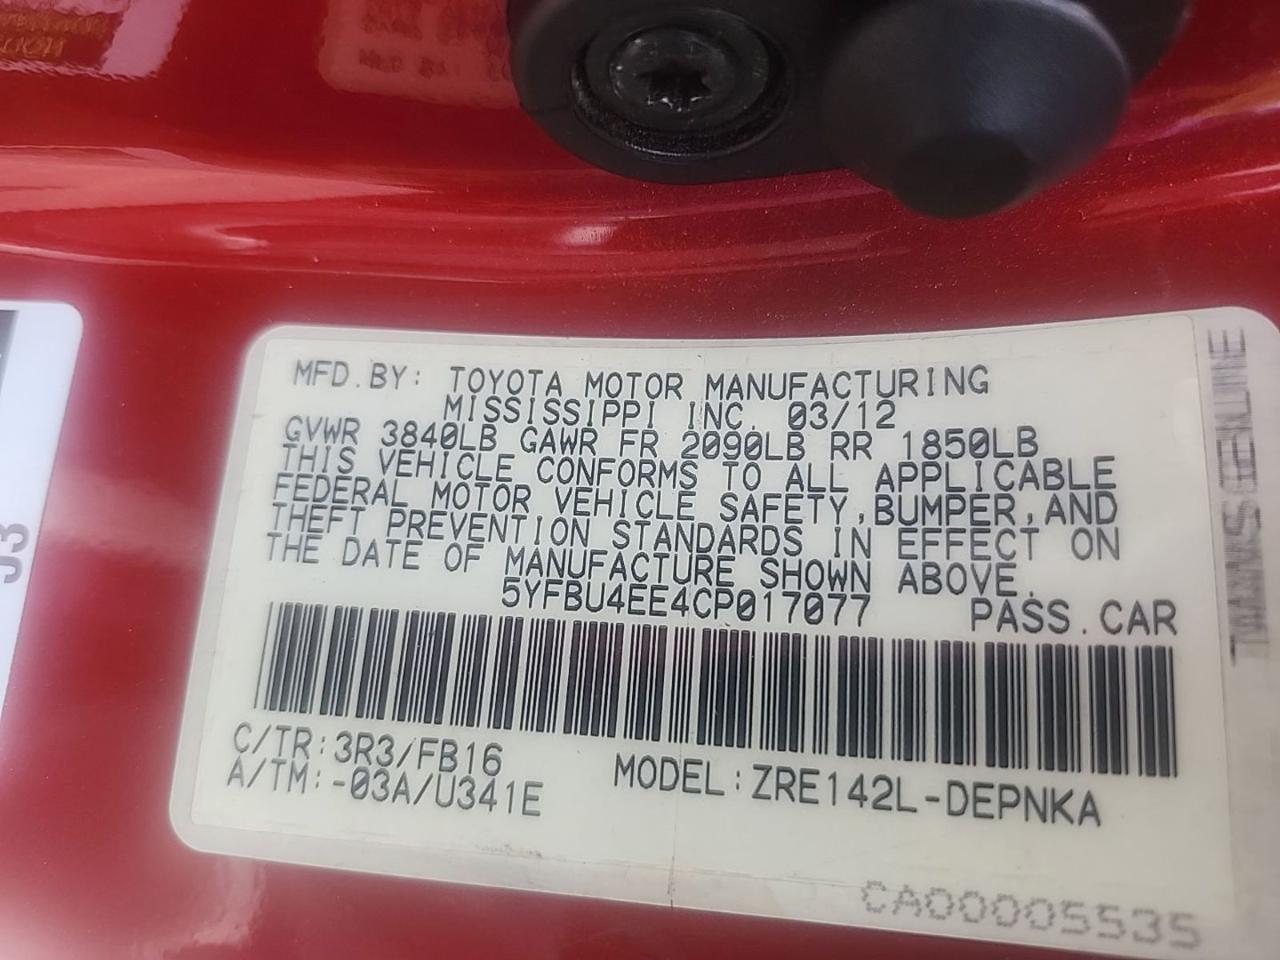 MFD.BY: TOYOTA MOTOR MANUFACTURING
MISSISSIPPI INC. 03/12
GVWR 3840LB GAWR FR 2090LB RR 1850LB
THIS VEHICLE CONFORMS TO ALL APPLICABLE
FEDERAL MOTOR VEHICLE SAFETY,BUMPER,AND
THEFT PREVENTION STANDARDS IN EFFECT ON
THE DATE OF MANUFACTURE SHOWN ABOVE.
5YFBU4EE4CP017077 PASS.CAR
C/TR:3R3/FB16
A/TM:-03A/U341E
MODEL:ZRE142L-DEPNKA
CA00005535
GENUINE